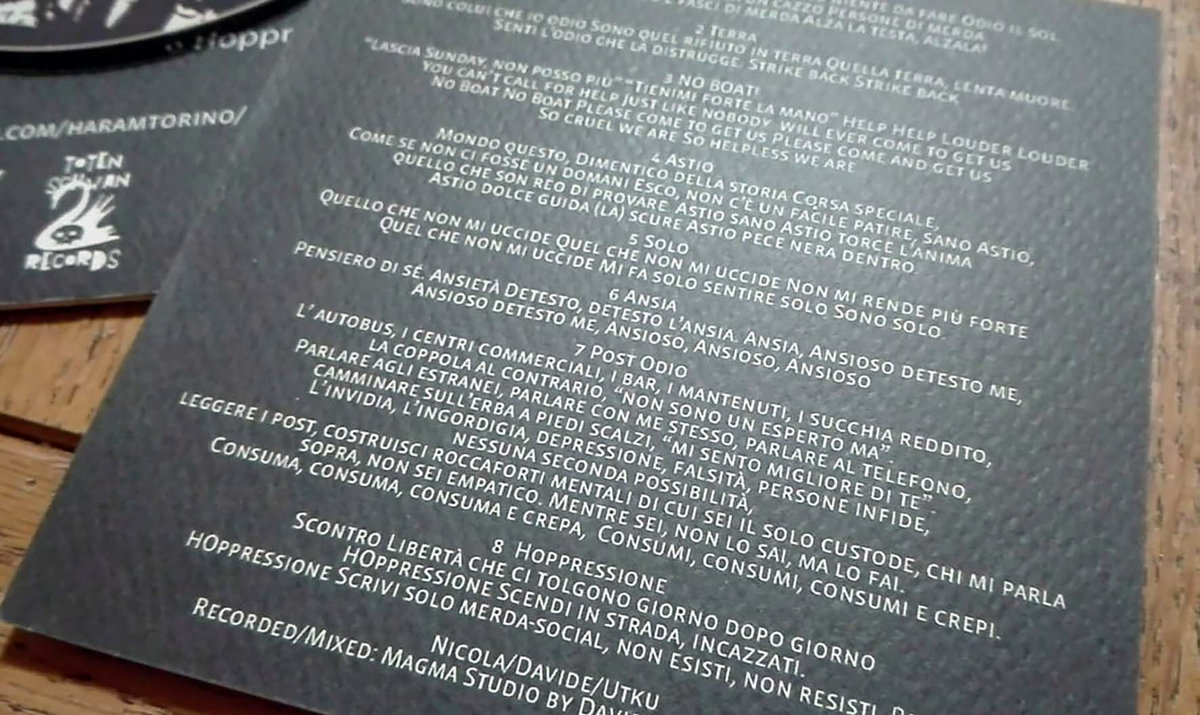 Hoppr
.COM/HARAMTORINO/
TOTEN
SCHWAN
RECORDS
NIENTE DA FARE ODIO IL SOL
UN CAZZO PERSONE DI MERDA
E FASCI DI MERDA ALZA LA TESTA, ALZALA!
2 TERRA
SONO COLUI CHE IO ODIO SONO QUEL RIFIUTO IN TERRA QUELLA TERRA, LENTA MUORE.
SENTI L'ODIO CHE LA DISTRUGGE. STRIKE BACK STRIKE BACK
3 NO BOAT!
"LASCIA SUNDAY, NON POSSO PIÙ" "TIENIMI FORTE LA MANO" HELP HELP LOUDER LOUDER
YOU CAN'T CALL FOR HELP JUST LIKE NOBODY WILL EVER COME TO GET US
NO BOAT NO BOAT PLEASE COME TO GET US PLEASE COME AND GET US
SO CRUEL WE ARE SO HELPLESS WE ARE
4 ASTIO
MONDO QUESTO, DIMENTICO DELLA STORIA CORSA SPECIALE,
COME SE NON CI FOSSE UN DOMANI ESCO, NON C'È UN FACILE PATIRE, SANO ASTIO,
QUELLO CHE SON REO DI PROVARE. ASTIO SANO ASTIO TORCE L'ANIMA
ASTIO DOLCE GUIDA (LA) SCURE ASTIO PECE NERA DENTRO.
5 SOLO
QUELLO CHE NON MI UCCIDE QUEL CHE NON MI UCCIDE NON MI RENDE PIÙ FORTE
QUEL CHE NON MI UCCIDE MI FA SOLO SENTIRE SOLO SONO SOLO.
6 ANSIA
PENSIERO DI SÉ. ANSIETÀ DETESTO, DETESTO L'ANSIA. ANSIA, ANSIOSO DETESTO ME,
ANSIOSO DETESTO ME, ANSIOSO, ANSIOSO, ANSIOSO
7 POST ODIO
L'AUTOBUS, I CENTRI COMMERCIALI, I BAR, I MANTENUTI, I SUCCHIA REDDITO,
LA COPPOLA AL CONTRARIO, "NON SONO UN ESPERTO MA"
PARLARE AGLI ESTRANEI, PARLARE CON ME STESSO, PARLARE AL TELEFONO,
CAMMINARE SULL'ERBA A PIEDI SCALZI, "MI SENTO MIGLIORE DI TE".
L'INVIDIA, L'INGORDIGIA, DEPRESSIONE, FALSITÀ, PERSONE INFIDE,
NESSUNA SECONDA POSSIBILITÀ,
LEGGERE I POST, COSTRUISCI ROCCAFORTI MENTALI DI CUI SEI IL SOLO CUSTODE, CHI MI PARLA
SOPRA, NON SEI EMPATICO. MENTRE SEI, NON LO SAI, MA LO FAI.
CONSUMA, CONSUMA, CONSUMA E CREPA, CONSUMI, CONSUMI, CONSUMI E CREPI.
8 HOPPRESSIONE
SCONTRO LIBERTÀ CHE CI TOLGONO GIORNO DOPO GIORNO
HOPPRESSIONE SCENDI IN STRADA, INCAZZATI.
HOPPRESSIONE SCRIVI SOLO MERDA-SOCIAL, NON ESISTI, NON RESISTI.
NICOLA/DAVIDE/UTKU
RECORDED/MIXED: MAGMA STUDIO BY DAVI